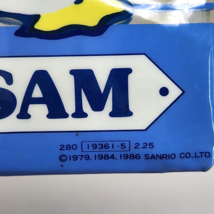 SAM
280 19361-5 2.25
©1979, 1984, 1986 SANRIO CO., LTD.